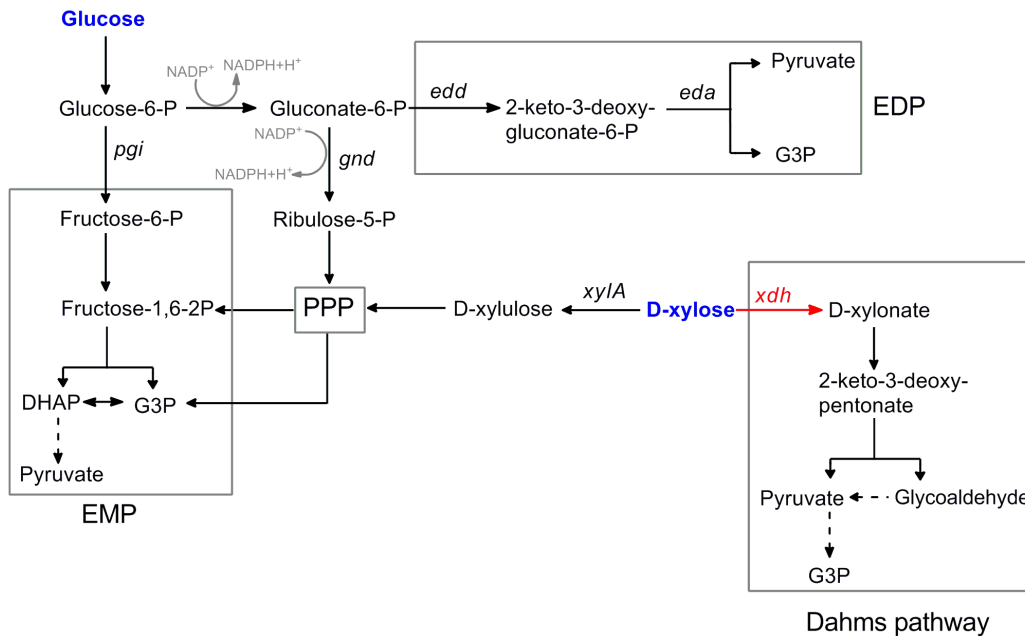 Glucose
NADP⁺
NADPH+H⁺
Glucose-6-P
Gluconate-6-P
edd
2-keto-3-deoxy-
gluconate-6-P
eda
Pyruvate
G3P
EDP
pgi
NADP⁺
NADPH+H⁺
gnd
Fructose-6-P
Ribulose-5-P
Fructose-1,6-2P
PPP
D-xylulose
xylA
D-xylose
xdh
D-xylonate
2-keto-3-deoxy-
pentonate
DHAP
G3P
Pyruvate
EMP
Pyruvate
Glycoaldehyde
G3P
Dahms pathway